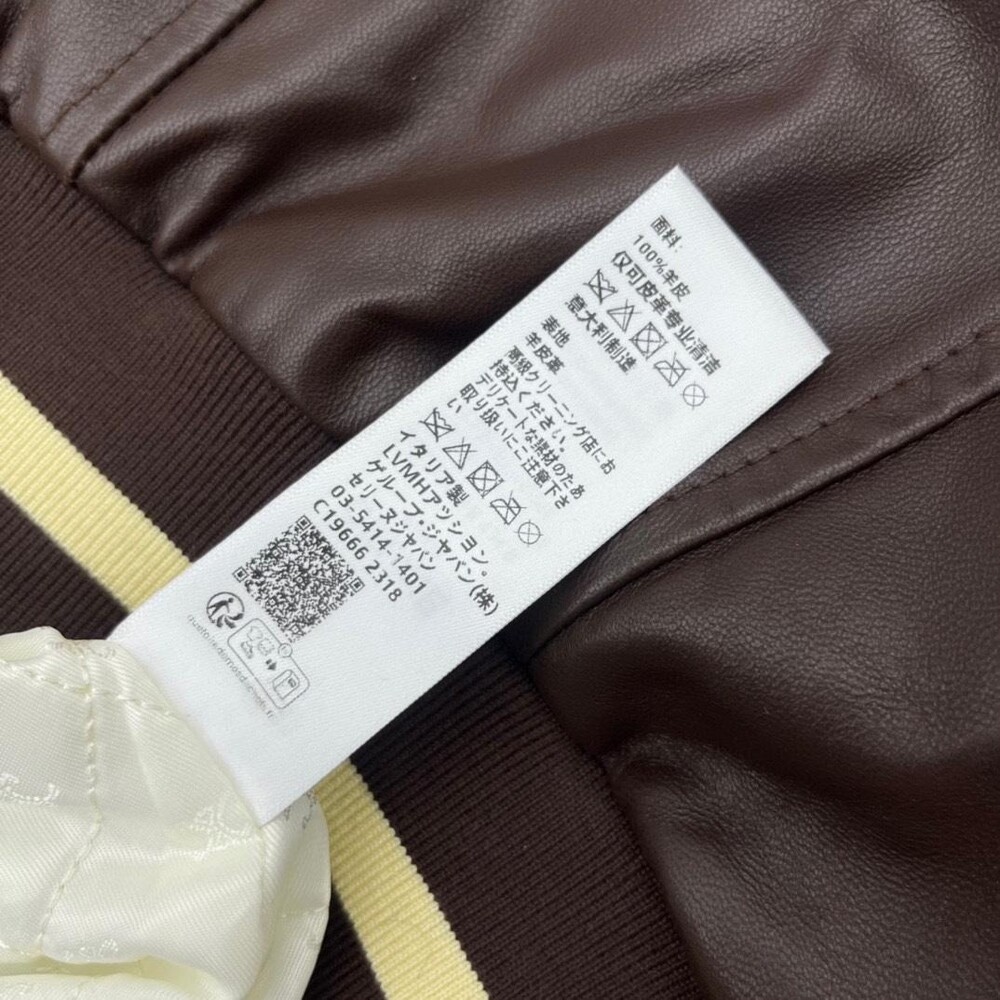 面料:
100%羊皮
仅可皮革专业清洁
意大利制造
表地
羊皮革
高級クリーニング店にお
持込ください。
デリケートな素材のため
取り扱いにご注意下さ
い
イタリア製
LVMHアッション。
グループ・ジャパン(株)
セリーヌジャパン
03-5414-1401
C19666 2318
quefairedemesdechets.fr